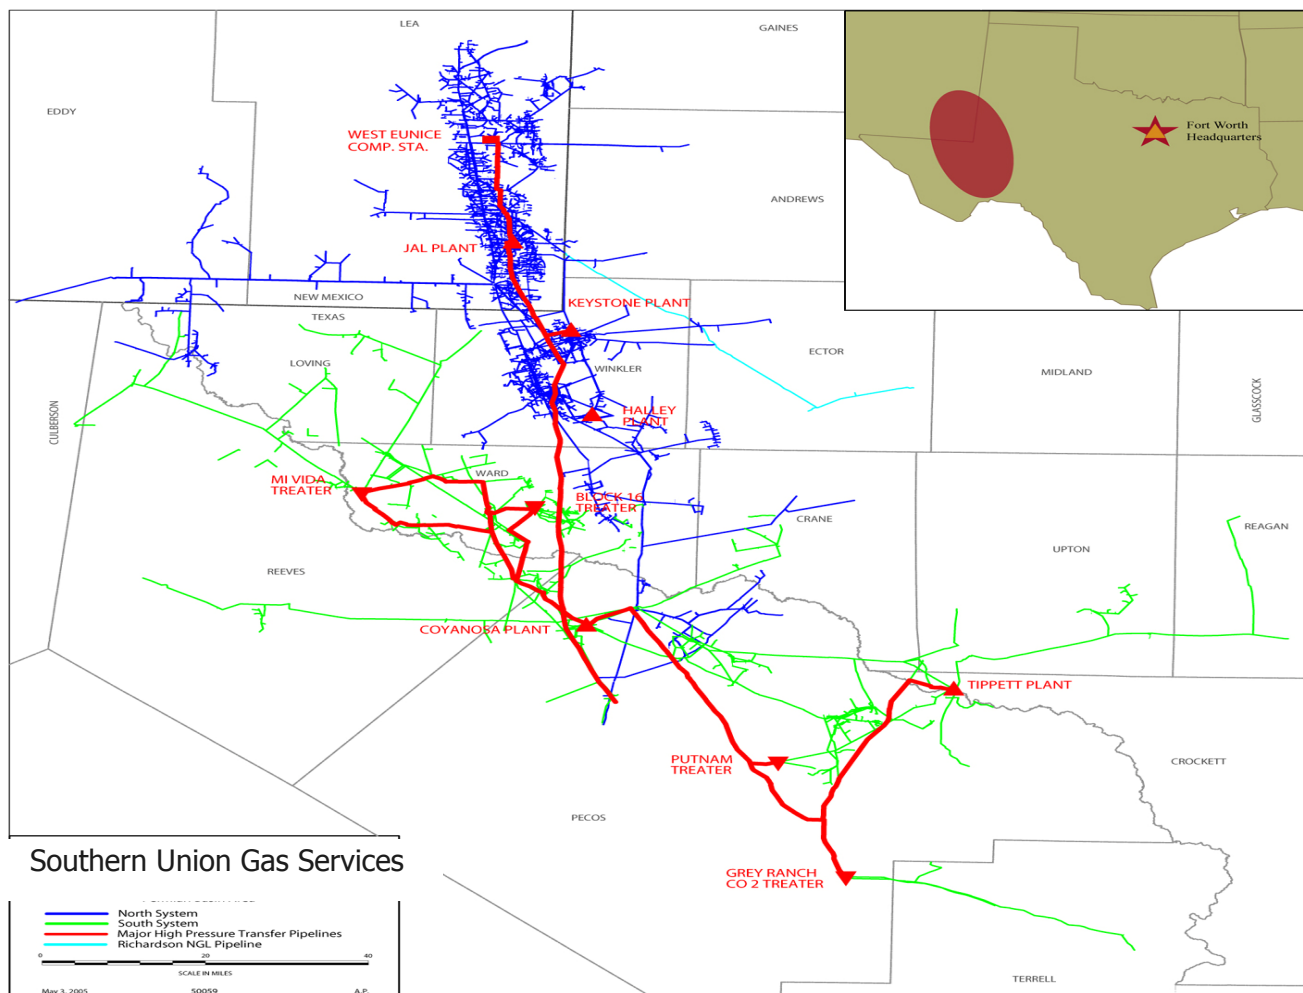 LEA
GAINES
EDDY
WEST EUNICE
COMP. STA.
Fort Worth
Headquarters
ANDREWS
JAL PLANT
NEW MEXICO
TEXAS
KEYSTONE PLANT
LOVING
WINKLER
ECTOR
MIDLAND
GLASSCOCK
CULBERSON
HALLEY
PLANT
MI VIDA
TREATER
WARD
BLOCK 16
TREATER
CRANE
REAGAN
UPTON
REEVES
COYANOSA PLANT
TIPPETT PLANT
PUTNAM
TREATER
CROCKETT
PECOS
GREY RANCH
CO 2 TREATER
TERRELL
Southern Union Gas Services
North System
South System
Major High Pressure Transfer Pipelines
Richardson NGL Pipeline
0 20 40
SCALE IN MILES
May 3, 2005 S0059 A.P.